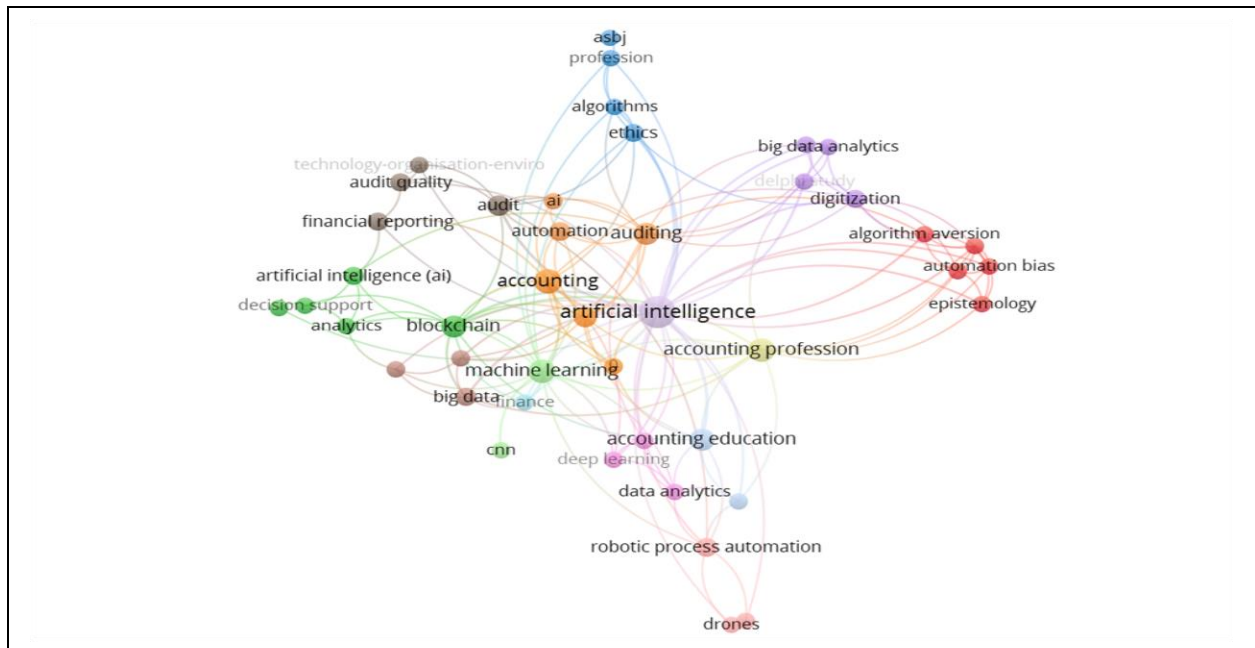 asbj
profession
algorithms
ethics
big data analytics
technology-organisation-enviro
audit quality
delphi study
digitization
audit
ai
financial reporting
automation
auditing
algorithm aversion
automation bias
artificial intelligence (ai)
accounting
epistemology
decision support
artificial intelligence
analytics
blockchain
accounting profession
machine learning
big data
finance
accounting education
cnn
deep learning
data analytics
robotic process automation
drones